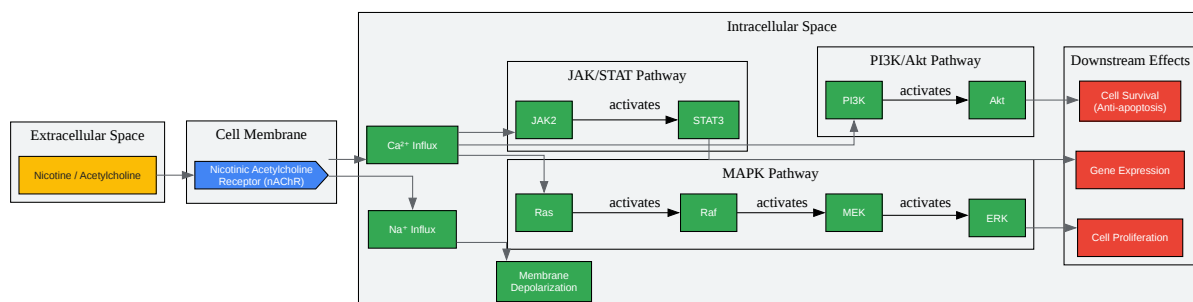 Intracellular Space
PI3K/Akt Pathway
Downstream Effects
JAK/STAT Pathway
PI3K
activates
Akt
Cell Survival
(Anti-apoptosis)
JAK2
activates
STAT3
Extracellular Space
Cell Membrane
Ca²⁺ Influx
Nicotine / Acetylcholine
Nicotinic Acetylcholine
Receptor (nAChR)
Gene Expression
MAPK Pathway
Ras
activates
Raf
activates
MEK
activates
ERK
Na⁺ Influx
Cell Proliferation
Membrane
Depolarization